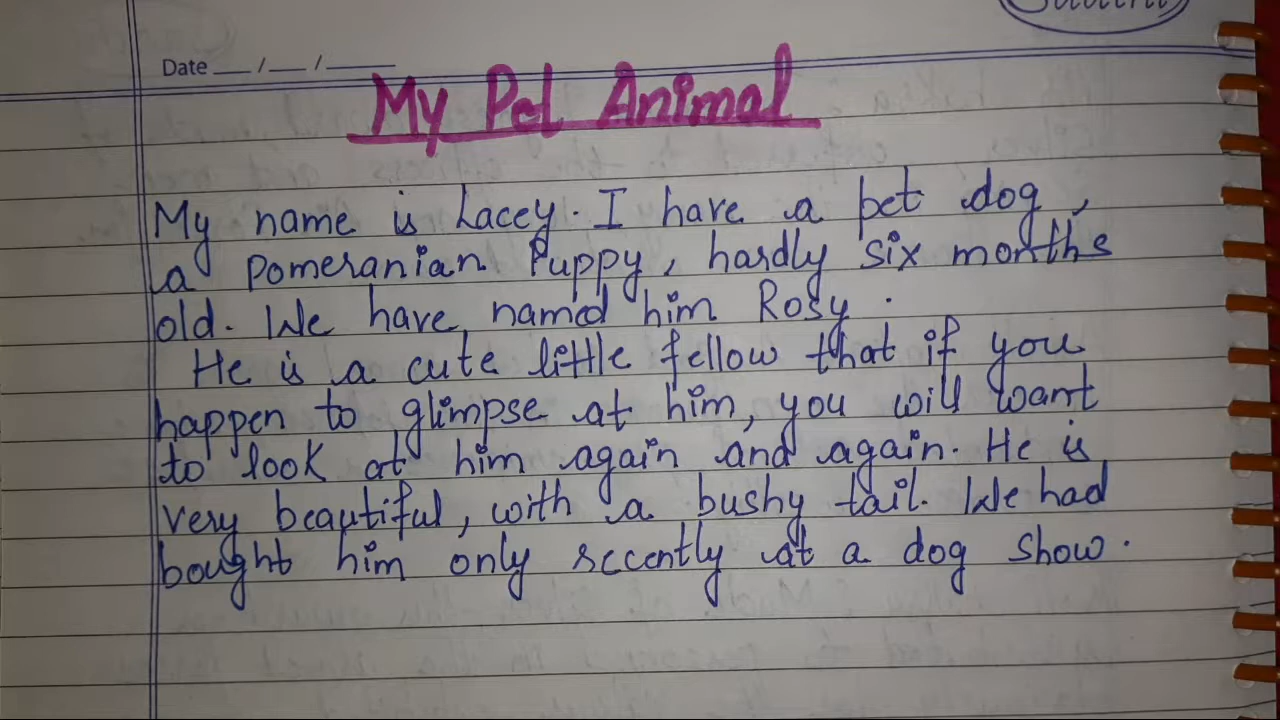 Date __/__/____
My Pet Animal
My name is Lacey. I have a pet dog,
a Pomeranian Puppy, hardly six months
old. We have named him Rosy.
He is a cute little fellow that if you
happen to glimpse at him, you will want
to look at him again and again. He is
very beautiful, with a bushy tail. We had
bought him only recently at a dog show.